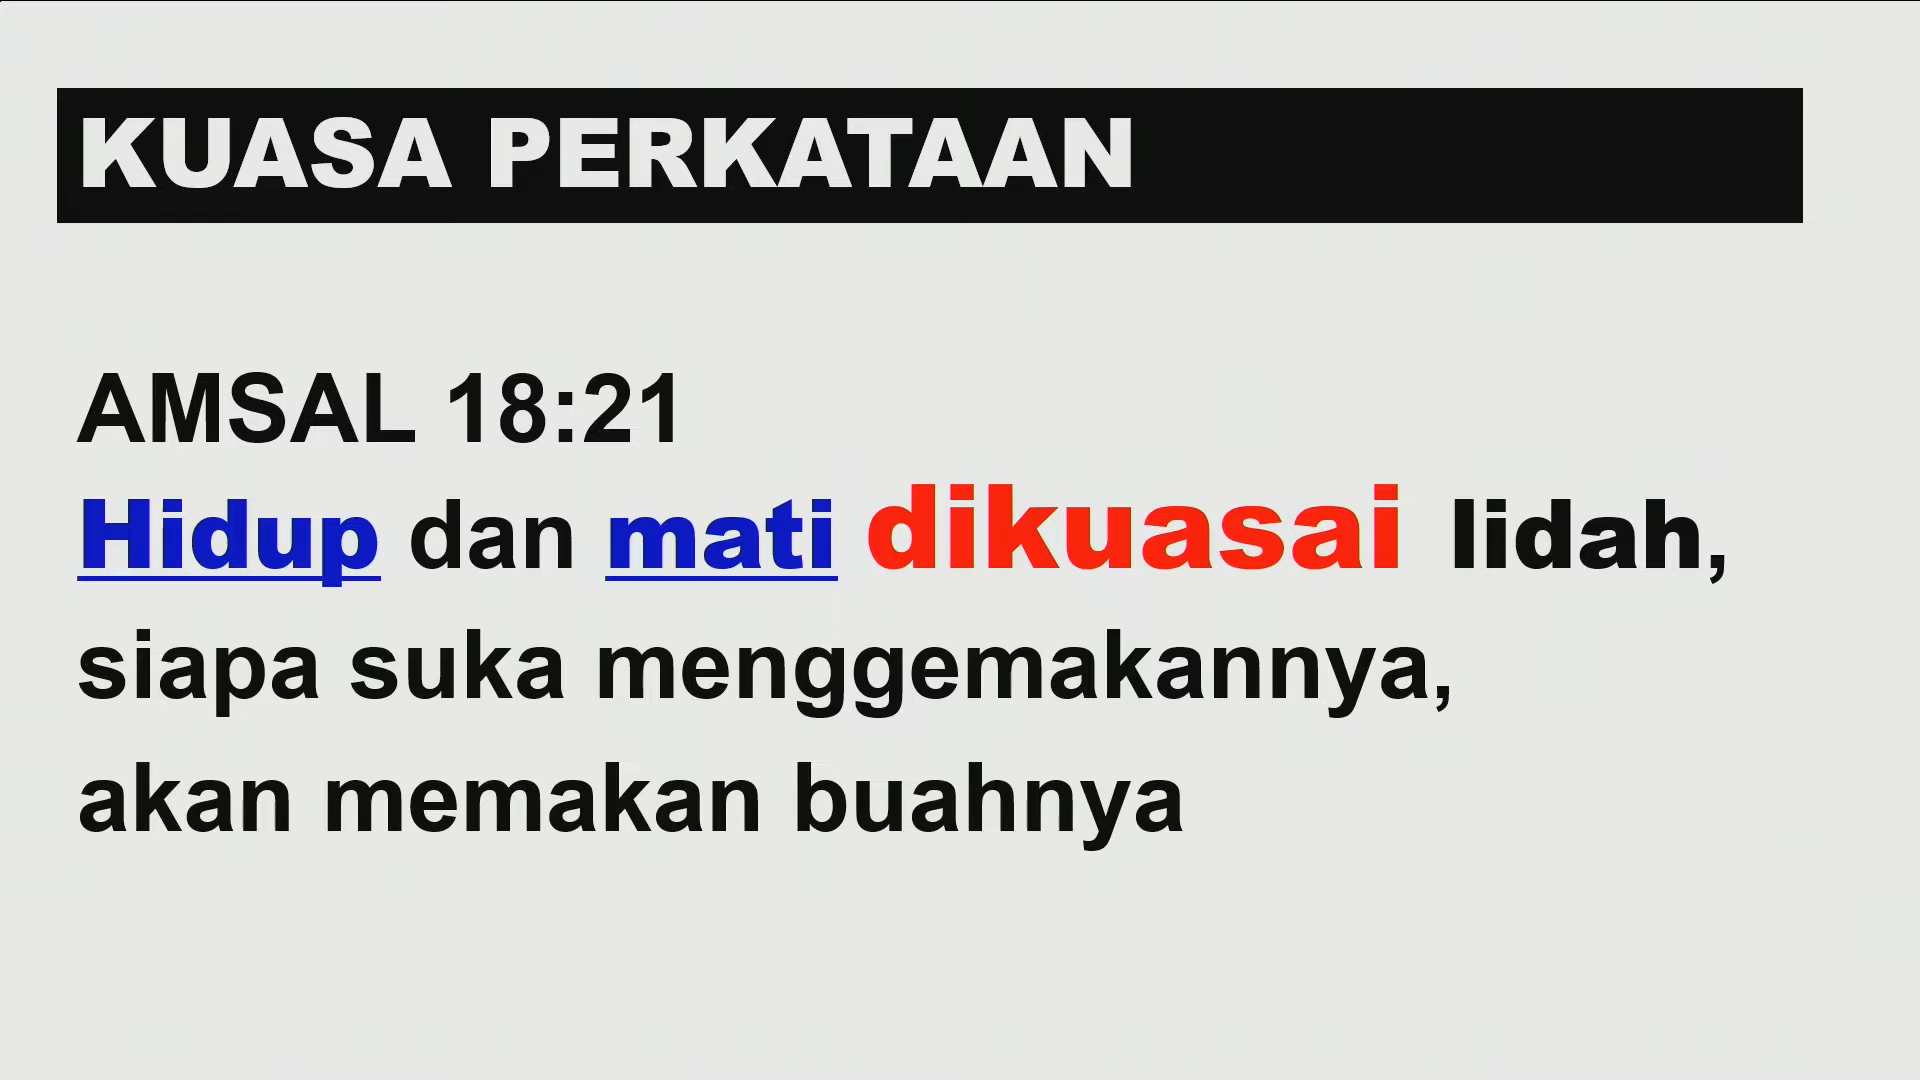 KUASA PERKATAAN
AMSAL 18:21
Hidup dan mati dikuasai lidah,
siapa suka menggemakannya,
akan memakan buahnya